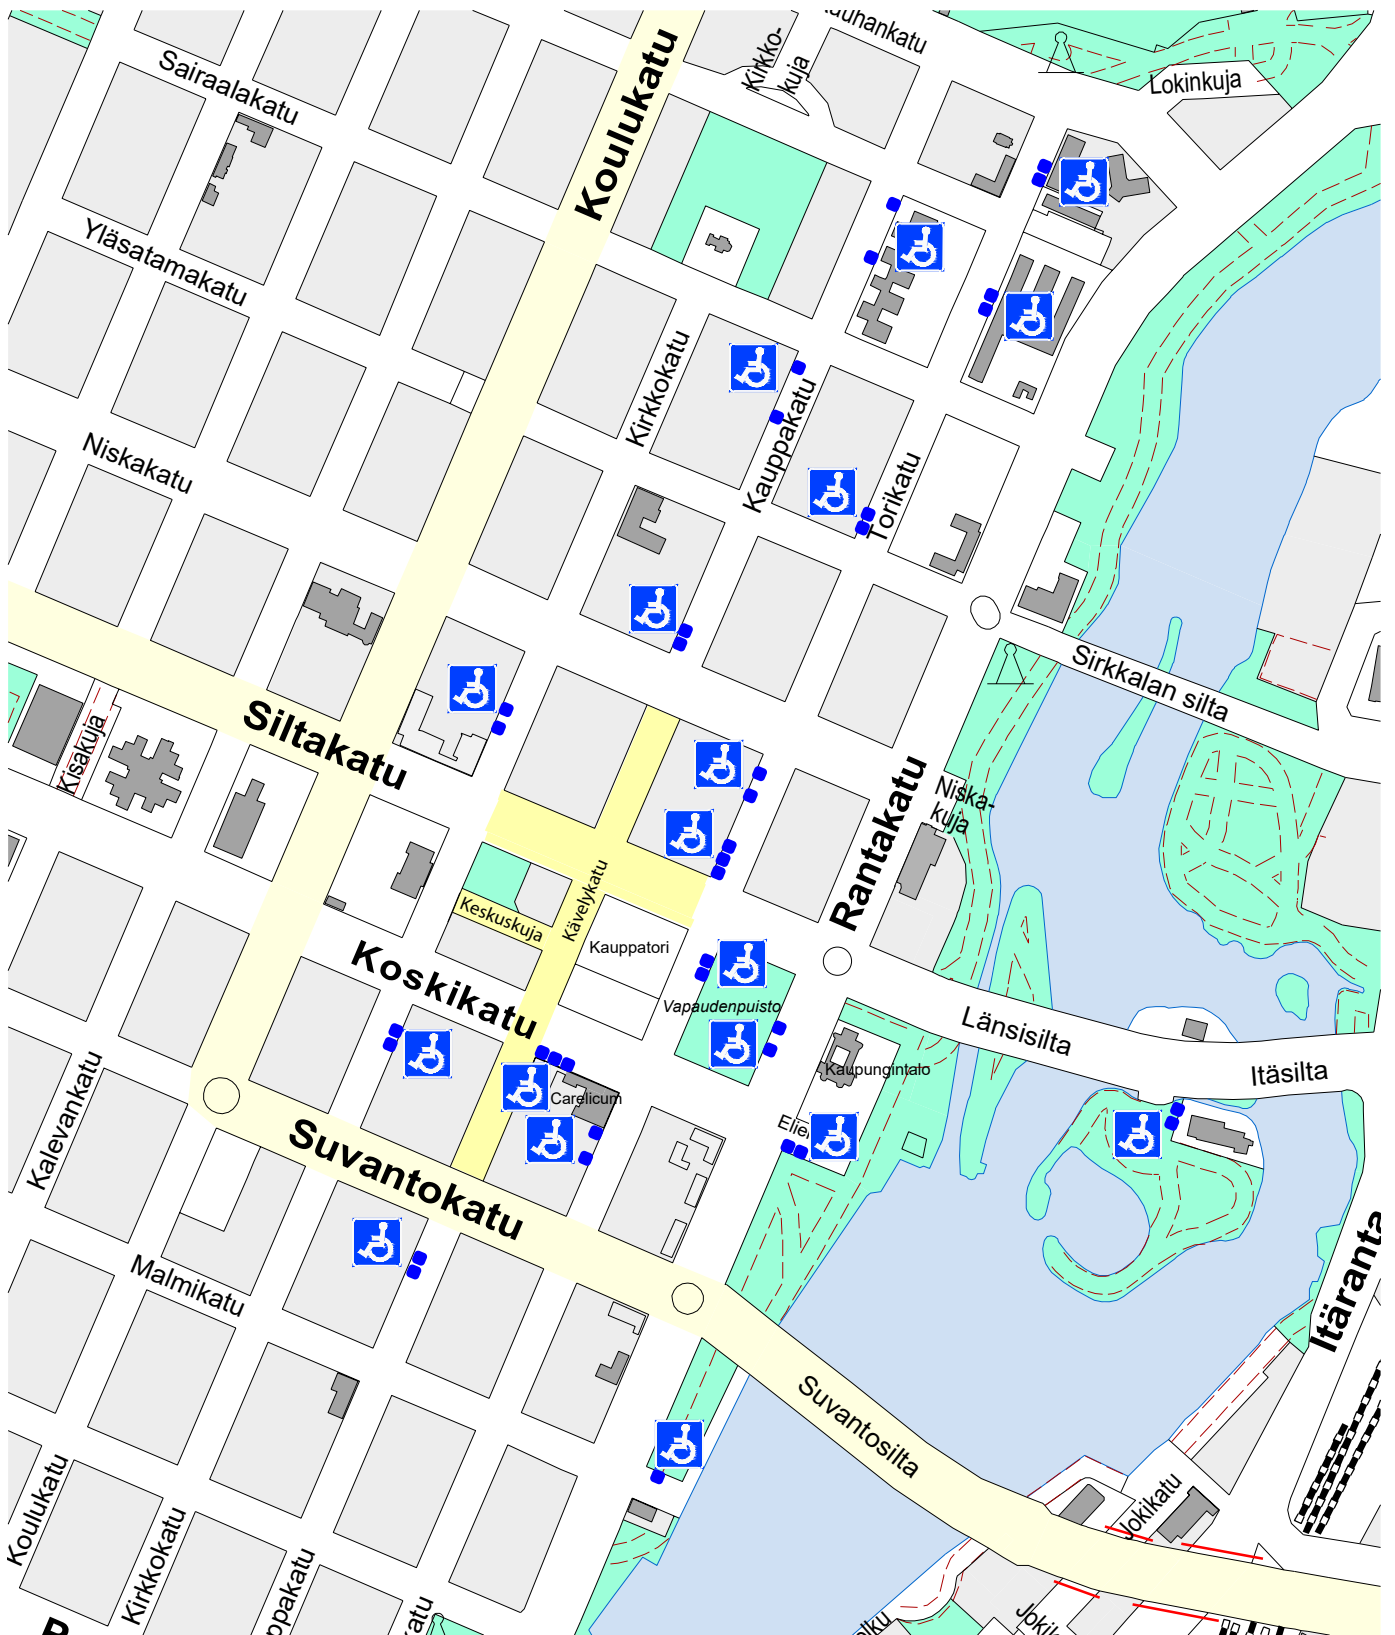 Kirkko-
kuja
Lokinkuja
Sairaalakatu
Koulukatu
Yläsatamakatu
Kirkkokatu
Kauppakatu
Torikatu
Niskakatu
Sirkkalan silta
Siltakatu
Kisakuja
Rantakatu
Niska-
kuja
Kävelykatu
Keskuskuja
Kauppatori
Koskikatu
Vapaudenpuisto
Länsisilta
Kaupungintalo
Itäsilta
Carelicum
Kalevankatu
Suvantokatu
Malmikatu
Itäranta
Suvantosilta
Koulukatu
Kirkkokatu
Jokikatu